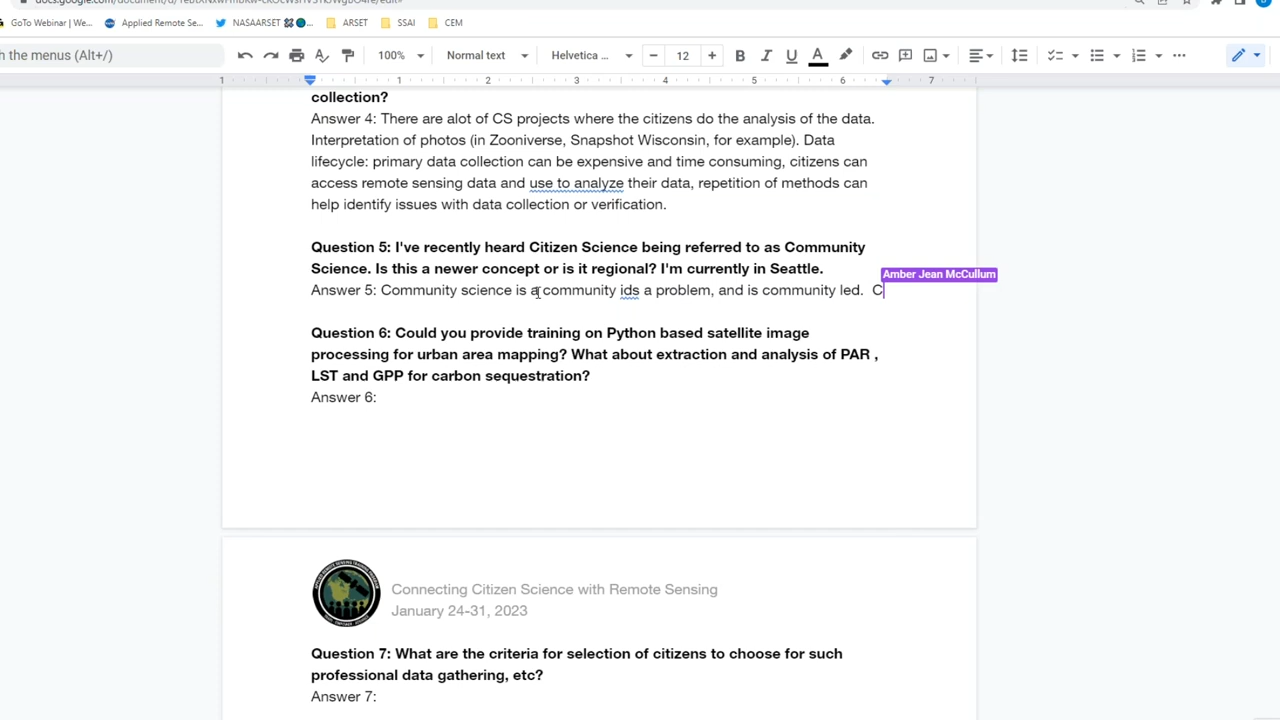 GoTo Webinar | We...
Applied Remote Se...
NASAARSET
ARSET
SSAI
CEM
the menus (Alt+/)
100%
Normal text
Helvetica ...
12
1 1 2 3 4 5 6 7
collection?
Answer 4: There are alot of CS projects where the citizens do the analysis of the data.
Interpretation of photos (in Zooniverse, Snapshot Wisconsin, for example). Data
lifecycle: primary data collection can be expensive and time consuming, citizens can
access remote sensing data and use to analyze their data, repetition of methods can
help identify issues with data collection or verification.
Question 5: I've recently heard Citizen Science being referred to as Community
Science. Is this a newer concept or is it regional? I'm currently in Seattle.
Amber Jean McCullum
Answer 5: Community science is a community ids a problem, and is community led.  C
Question 6: Could you provide training on Python based satellite image
processing for urban area mapping? What about extraction and analysis of PAR ,
LST and GPP for carbon sequestration?
Answer 6:
Connecting Citizen Science with Remote Sensing
January 24-31, 2023
Question 7: What are the criteria for selection of citizens to choose for such
professional data gathering, etc?
Answer 7: